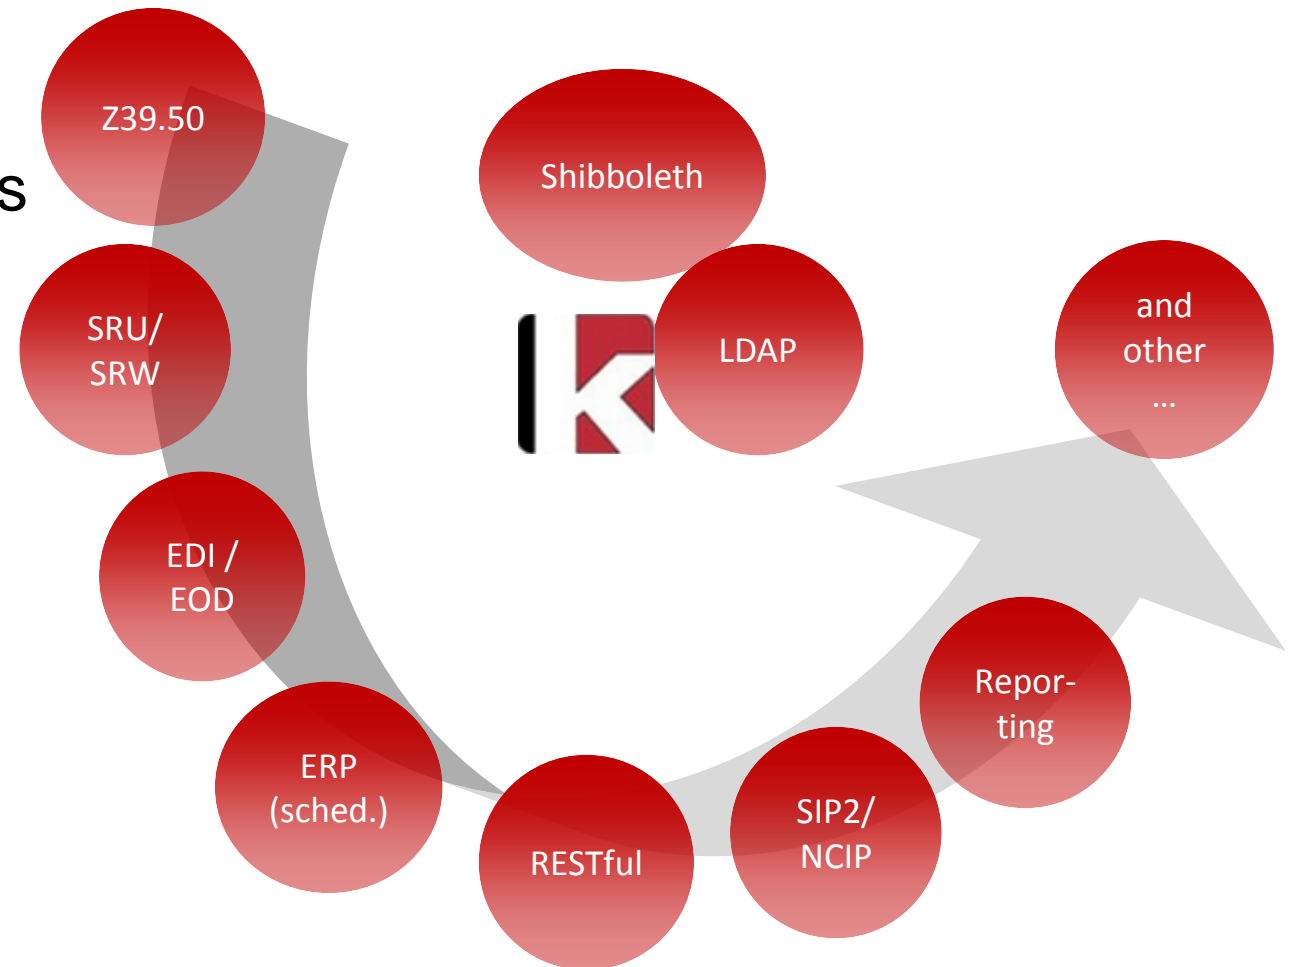 Z39.50
s
Shibboleth
SRU/
SRW
LDAP
and
other
...
EDI /
EOD
ERP
(sched.)
RESTful
SIP2/
NCIP
Repor-
ting